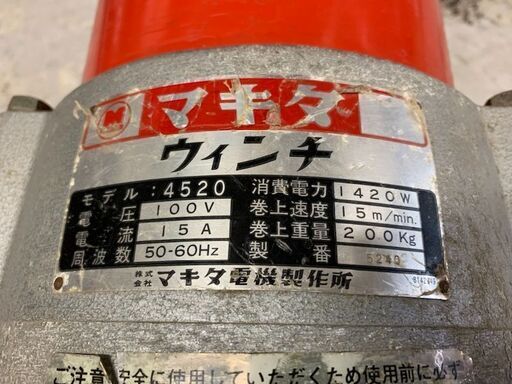 マキタ
ウィンチ
モデル :4520 消費電力 1420W
電圧 100V 巻上速度 15m/min.
電流 15A 巻上重量 200Kg
周波数 50-60Hz 製番
株式会社 マキタ電機製作所
ご注意 安全に使用していただくため使用前に必ず